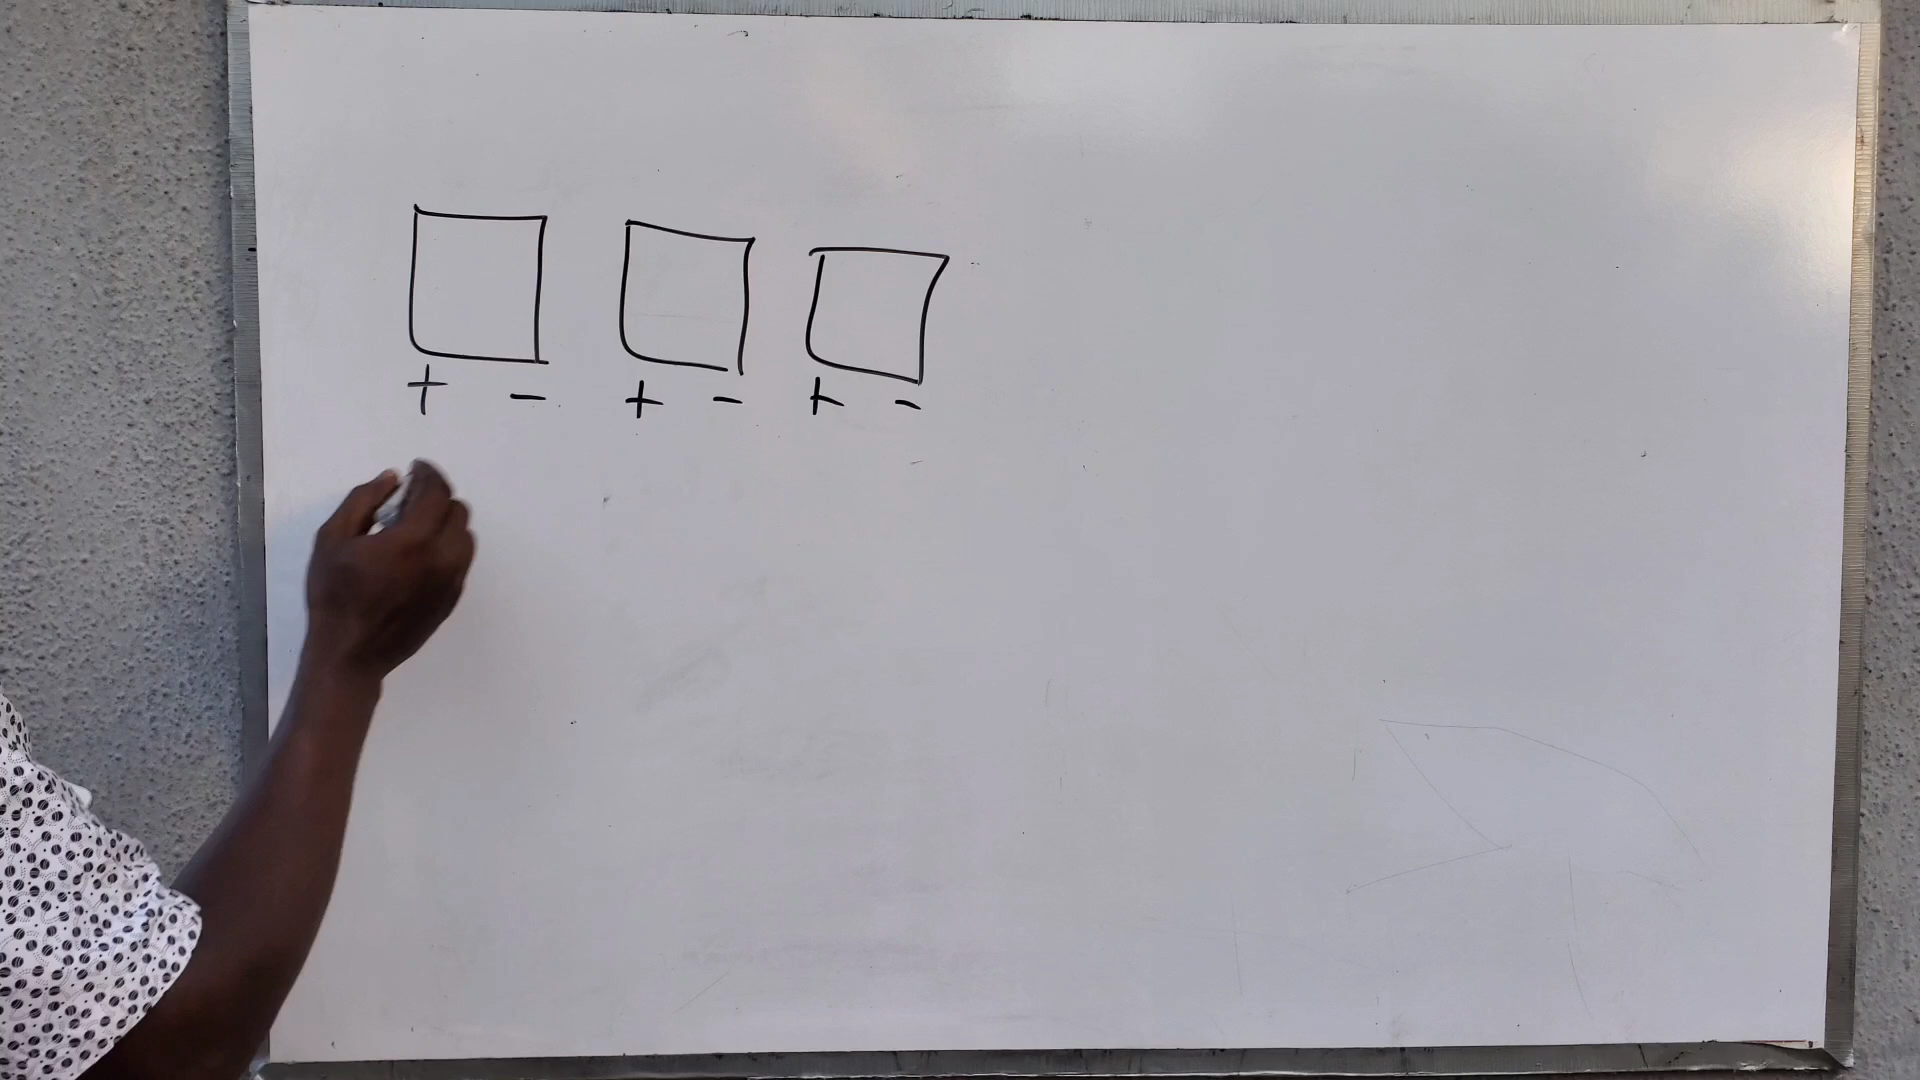 + - + - + -